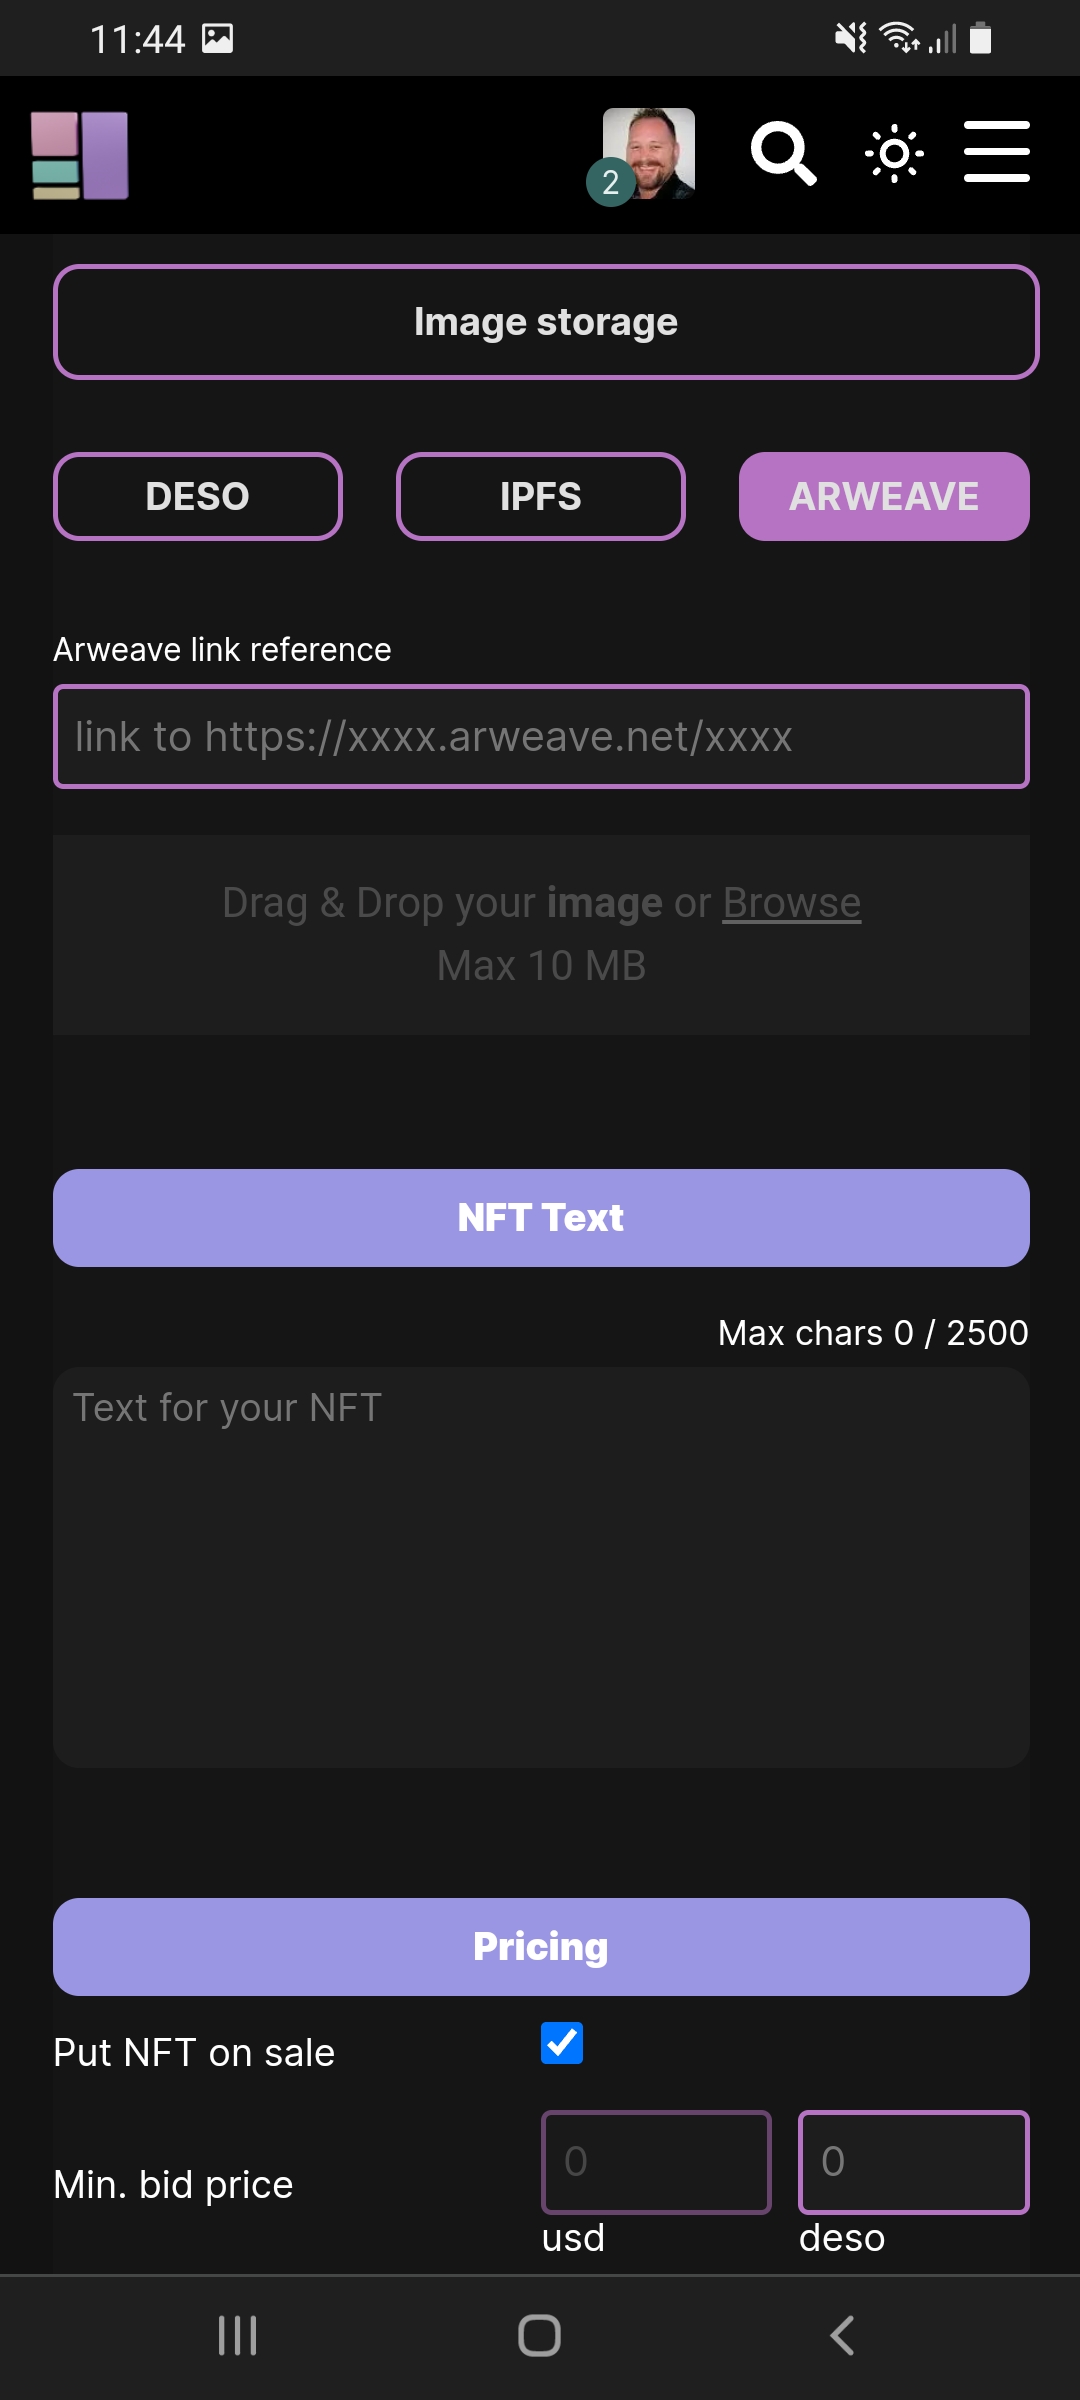 11:44
2
Image storage
DESO IPFS ARWEAVE
Arweave link reference
link to https://xxxx.arweave.net/xxxx
Drag & Drop your image or Browse
Max 10 MB
NFT Text
Max chars 0 / 2500
Text for your NFT
Pricing
Put NFT on sale
Min. bid price
0 0
usd deso